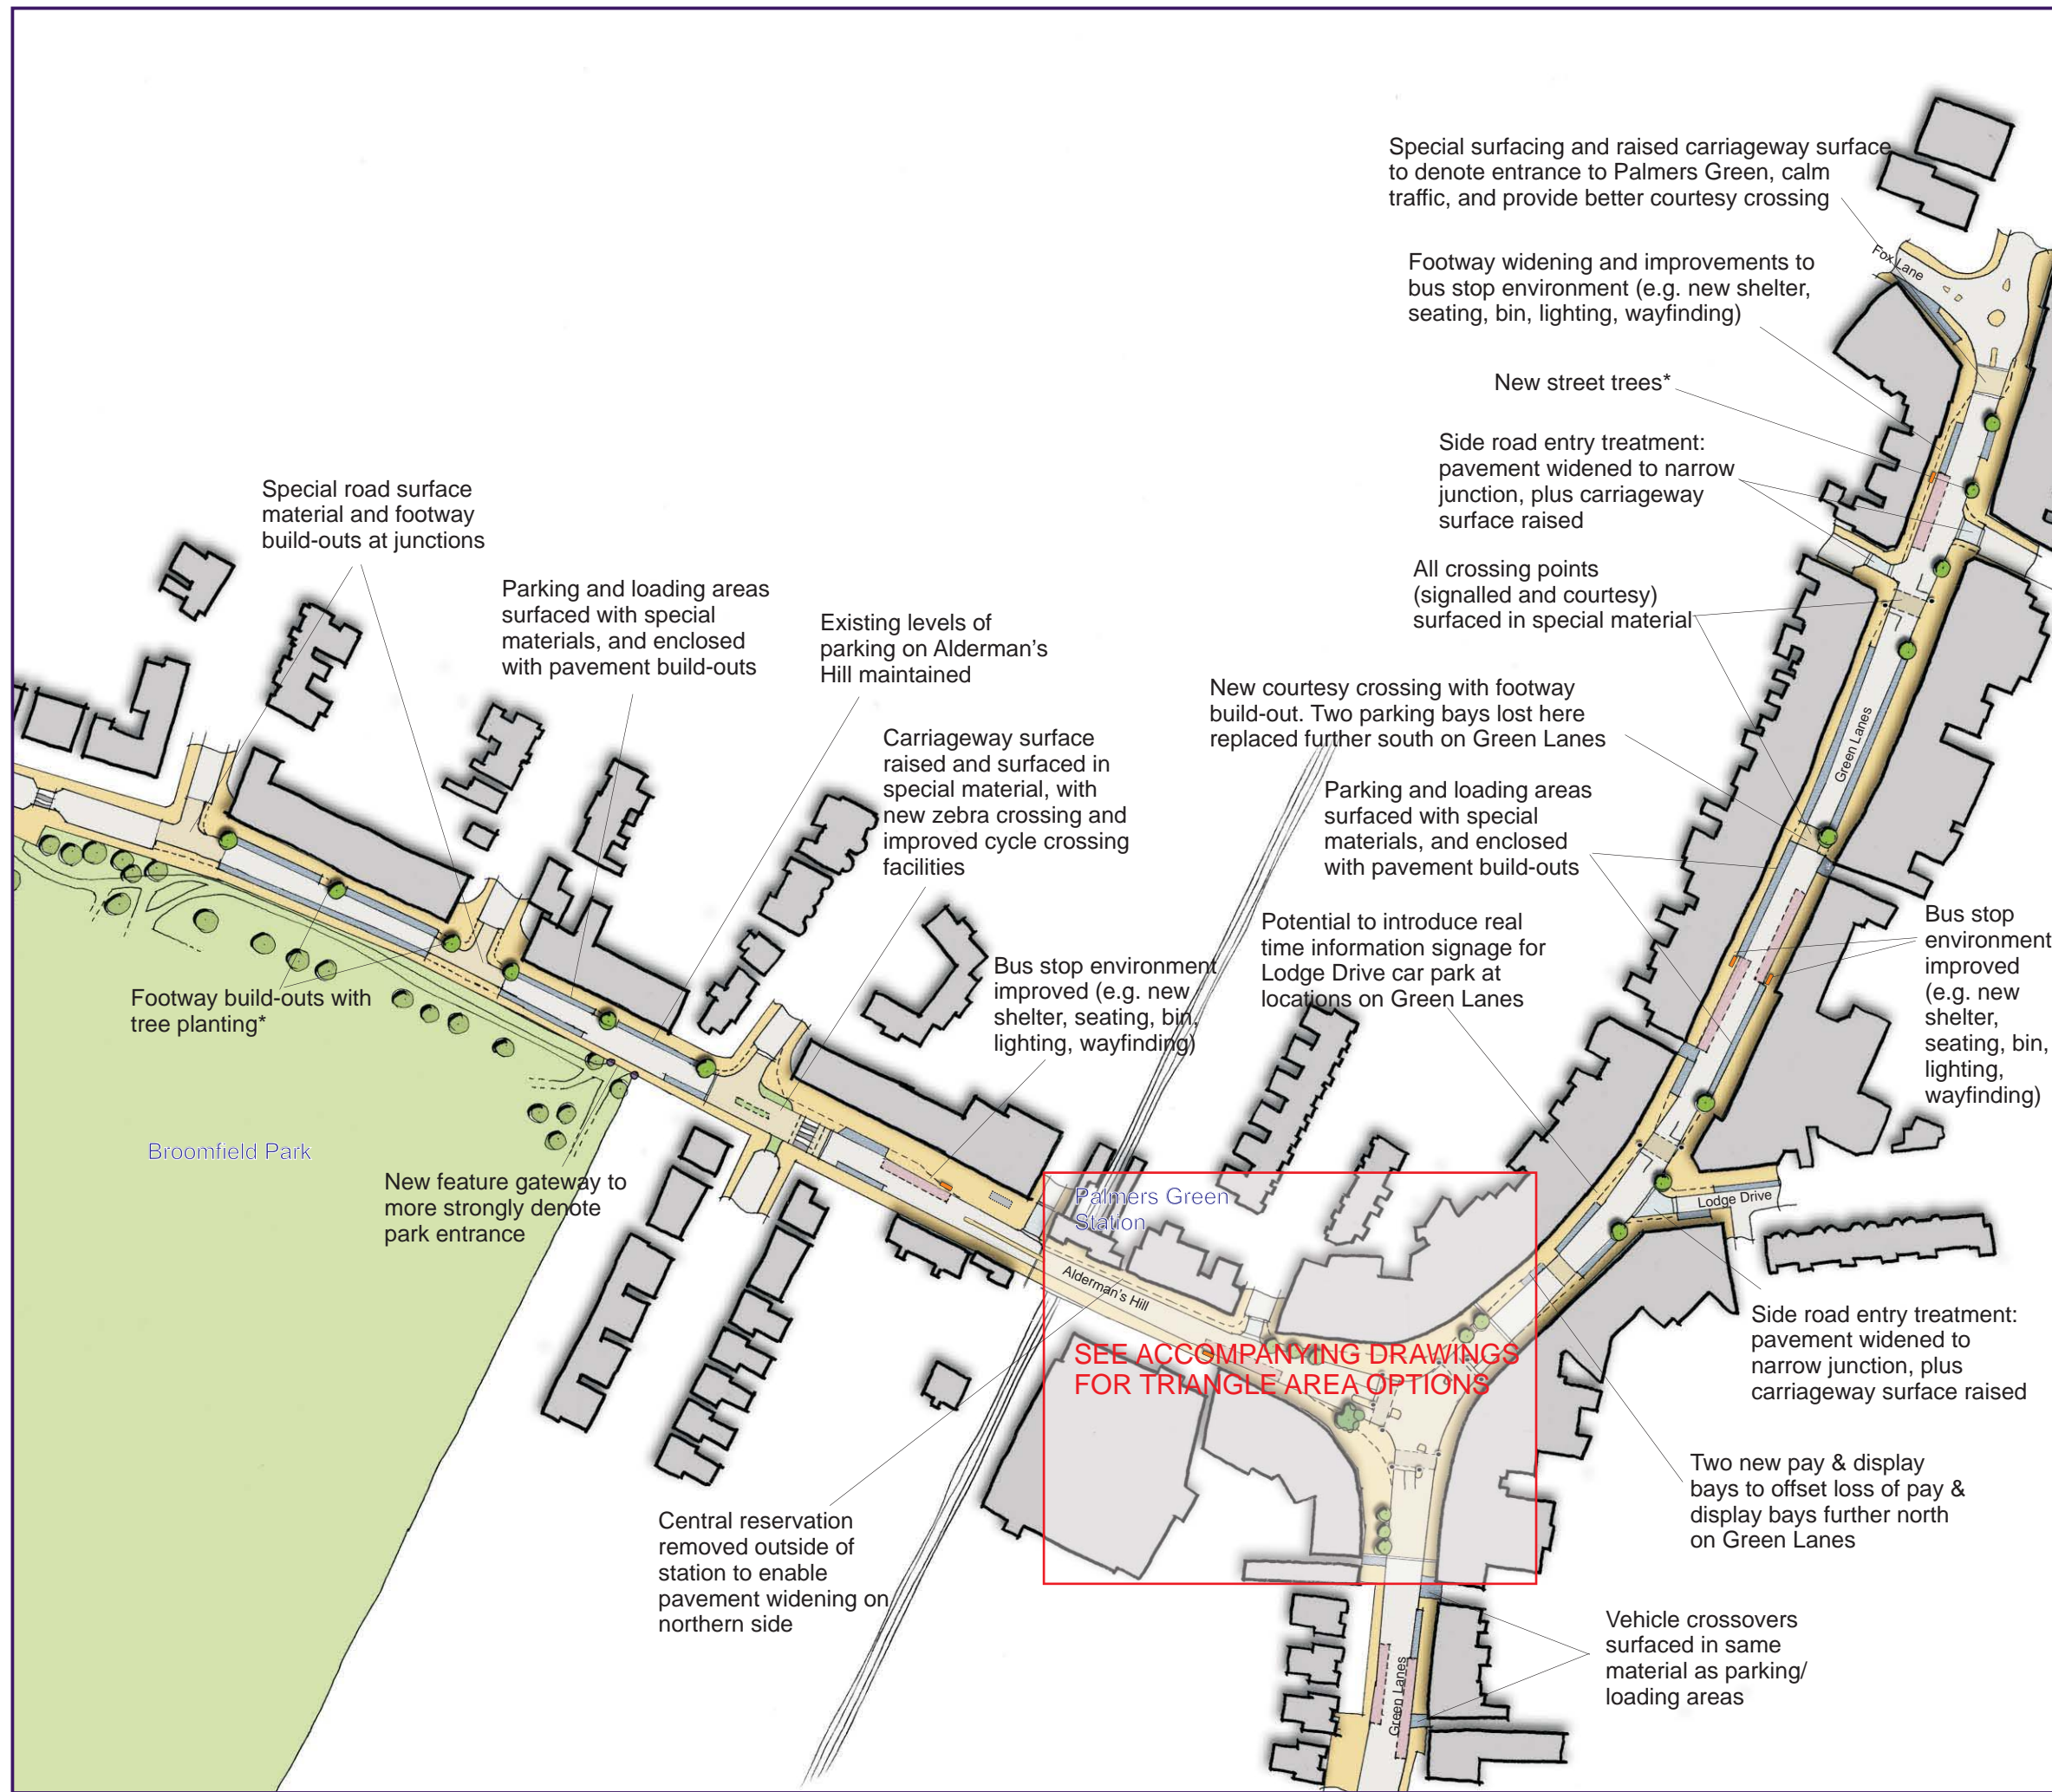 Special surfacing and raised carriageway surface
to denote entrance to Palmers Green, calm
traffic, and provide better courtesy crossing
Fox Lane
Footway widening and improvements to
bus stop environment (e.g. new shelter,
seating, bin, lighting, wayfinding)
New street trees*
Side road entry treatment:
pavement widened to narrow
junction, plus carriageway
surface raised
Special road surface
material and footway
build-outs at junctions
All crossing points
(signalled and courtesy)
surfaced in special material
Parking and loading areas
surfaced with special
materials, and enclosed
with pavement build-outs
Existing levels of
parking on Alderman's
Hill maintained
New courtesy crossing with footway
build-out. Two parking bays lost here
replaced further south on Green Lanes
Green Lanes
Carriageway surface
raised and surfaced in
special material, with
new zebra crossing and
improved cycle crossing
facilities
Parking and loading areas
surfaced with special
materials, and enclosed
with pavement build-outs
Potential to introduce real
time information signage for
Lodge Drive car park at
locations on Green Lanes
Bus stop
environment
improved
(e.g. new
shelter,
seating, bin,
lighting,
wayfinding)
Bus stop environment
improved (e.g. new
shelter, seating, bin,
lighting, wayfinding)
Footway build-outs with
tree planting*
Broomfield Park
New feature gateway to
more strongly denote
park entrance
Palmers Green
Station
Lodge Drive
Alderman's Hill
Side road entry treatment:
pavement widened to
narrow junction, plus
carriageway surface raised
SEE ACCOMPANYING DRAWINGS
FOR TRIANGLE AREA OPTIONS
Two new pay & display
bays to offset loss of pay &
display bays further north
on Green Lanes
Central reservation
removed outside of
station to enable
pavement widening on
northern side
Vehicle crossovers
surfaced in same
material as parking/
loading areas
Green Lanes